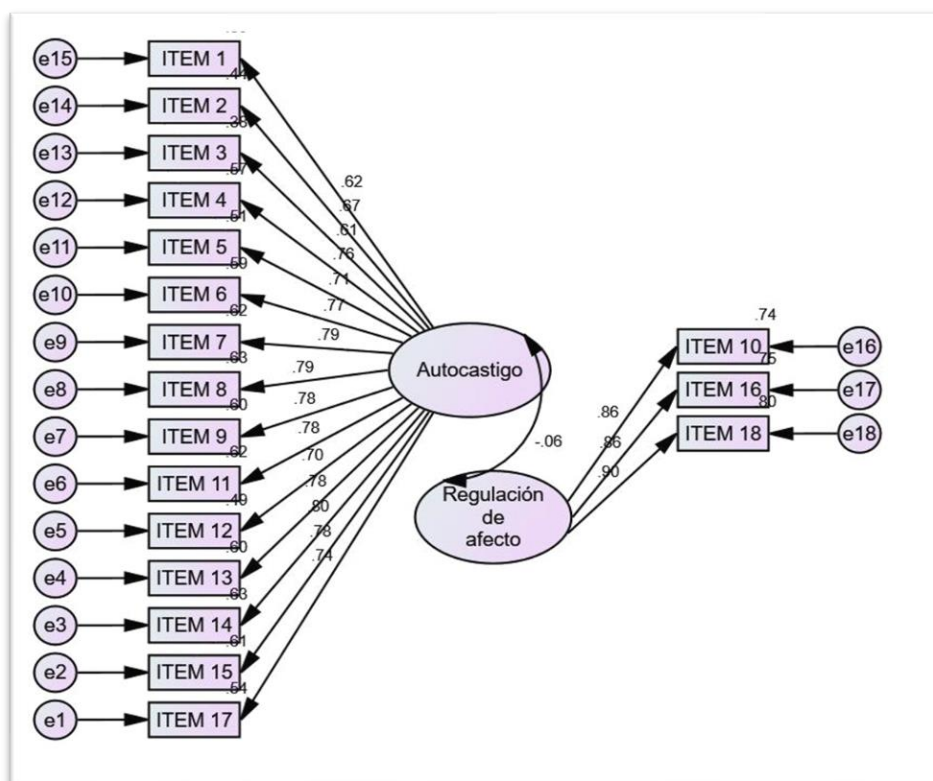 e15
ITEM 1
.44
e14
ITEM 2
.38
e13
ITEM 3
.57
e12
ITEM 4
.51
e11
ITEM 5
.59
e10
ITEM 6
.62
e9
ITEM 7
.63
e8
ITEM 8
.60
e7
ITEM 9
.62
e6
ITEM 11
.49
e5
ITEM 12
.60
e4
ITEM 13
.63
e3
ITEM 14
.61
e2
ITEM 15
.54
e1
ITEM 17
.62
.67
.61
.76
.71
.77
.79
.79
.78
.78
.70
.78
80
.78
.74
Autocastigo
-.06
Regulación
de
afecto
.86
.86
.90
.74
ITEM 10
e16
.75
ITEM 16
e17
.80
ITEM 18
e18